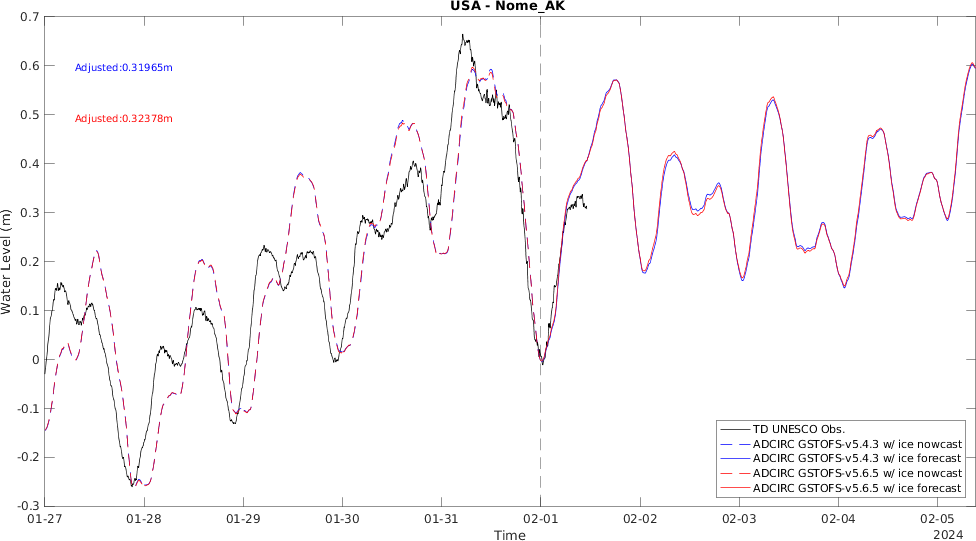 USA - Nome_AK
0.7
0.6
0.5
0.4
0.3
0.2
0.1
0
-0.1
-0.2
-0.3
Water Level (m)
Adjusted:0.31965m
Adjusted:0.32378m
TD UNESCO Obs.
ADCIRC GSTOFS-v5.4.3 w/ ice nowcast
ADCIRC GSTOFS-v5.4.3 w/ ice forecast
ADCIRC GSTOFS-v5.6.5 w/ ice nowcast
ADCIRC GSTOFS-v5.6.5 w/ ice forecast
01-27 01-28 01-29 01-30 01-31 02-01 02-02 02-03 02-04 02-05
Time
2024